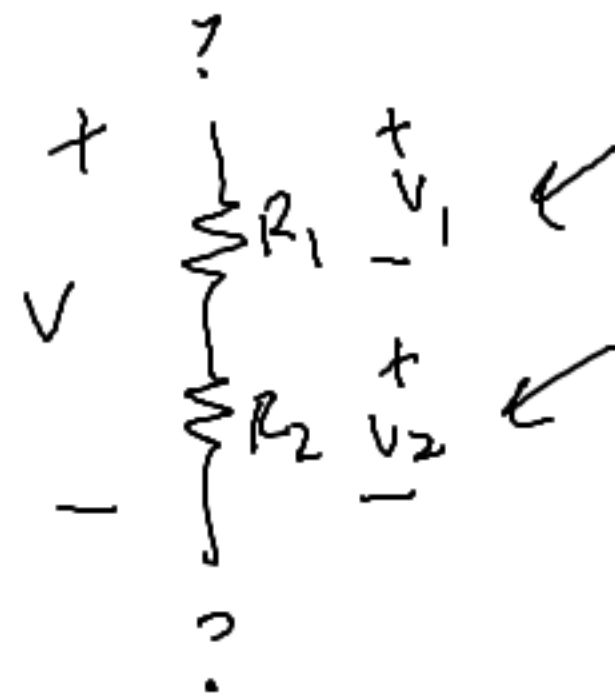 ?
+ +
R₁ V₁
-
V
+
R₂ V₂
- -
?